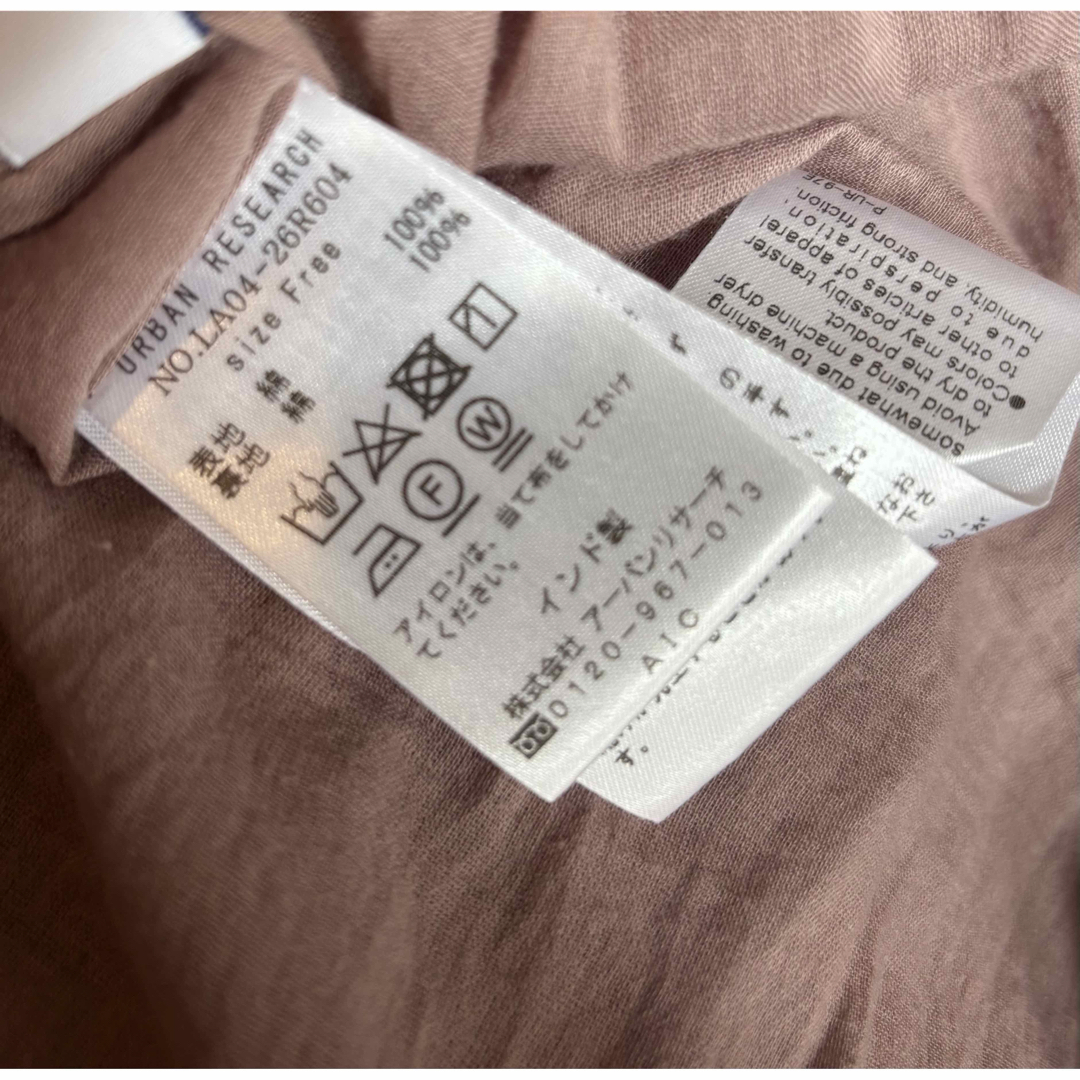 URBAN RESEARCH
NO.LA04-26R604
size Free
表地 綿 100%
裏地 綿 100%
W
F
アイロンは、当て布をしてかけ
てください。
インド製
株式会社 アーバンリサーチ
0120-967-013
A1C
す。
somewhat due to washing
Avoid using a machine dryer
to dry the product.
●Colors may possibly transfer
to other articles of apparel
due to perspiration,
humidity and strong friction.
P-UR-97